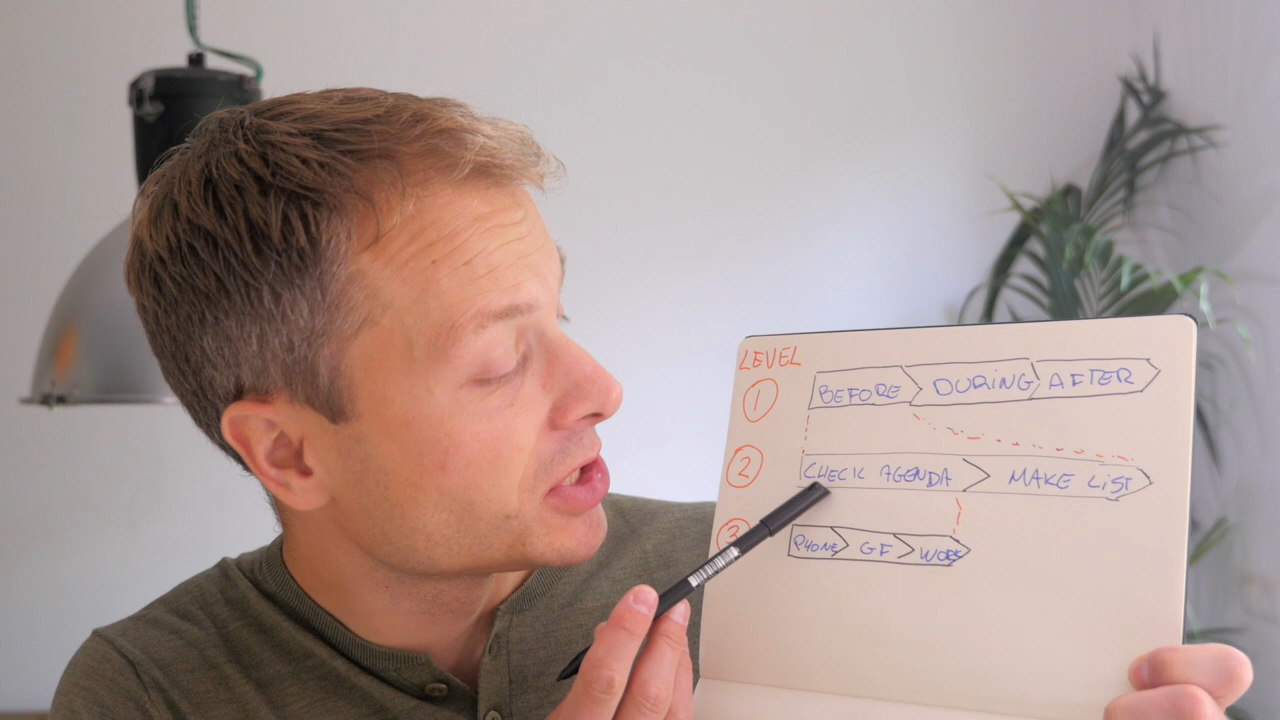 LEVEL
1 BEFORE DURING AFTER
2 CHECK AGENDA MAKE LIST
3 PHONE GF WORK